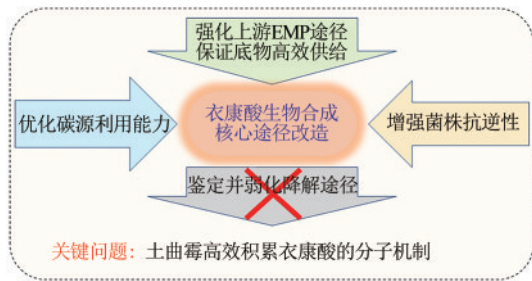 强化上游EMP途径
保证底物高效供给
优化碳源利用能力
衣康酸生物合成
核心途径改造
增强菌株抗逆性
鉴定并弱化降解途径
关键问题：土曲霉高效积累衣康酸的分子机制